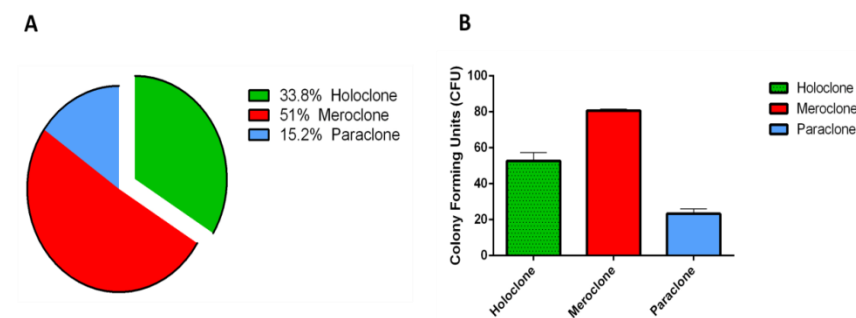 A
33.8% Holoclone
51% Meroclone
15.2% Paraclone
B
Colony Forming Units (CFU)
100
80
60
40
20
0
Holoclone
Meroclone
Paraclone
Holoclone
Meroclone
Paraclone